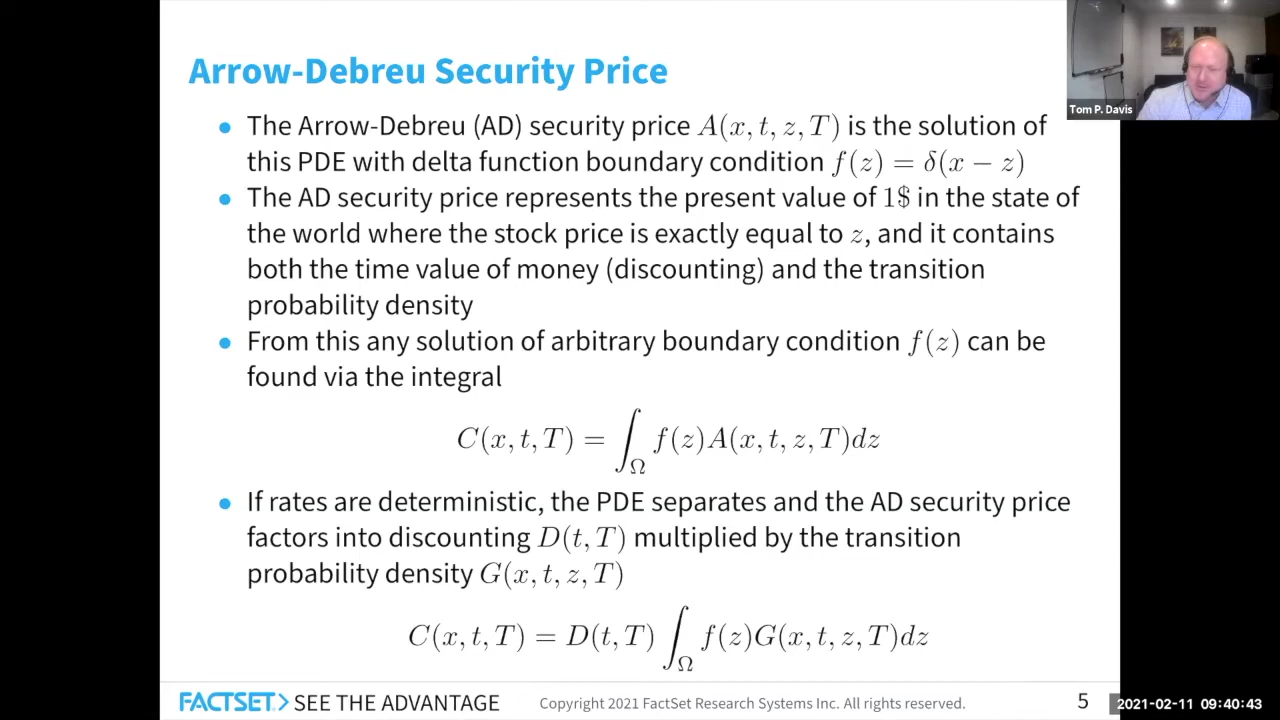 Arrow-Debreu Security Price
Tom P. Davis
• The Arrow-Debreu (AD) security price A(x, t, z, T) is the solution of
this PDE with delta function boundary condition f(z) = δ(x − z)
• The AD security price represents the present value of 1$ in the state of
the world where the stock price is exactly equal to z, and it contains
both the time value of money (discounting) and the transition
probability density
• From this any solution of arbitrary boundary condition f(z) can be
found via the integral
C(x, t, T) = ∫_Ω f(z)A(x, t, z, T)dz
• If rates are deterministic, the PDE separates and the AD security price
factors into discounting D(t, T) multiplied by the transition
probability density G(x, t, z, T)
C(x, t, T) = D(t, T) ∫_Ω f(z)G(x, t, z, T)dz
FACTSET SEE THE ADVANTAGE
Copyright 2021 FactSet Research Systems Inc. All rights reserved.
5
2021-02-11 09:40:43